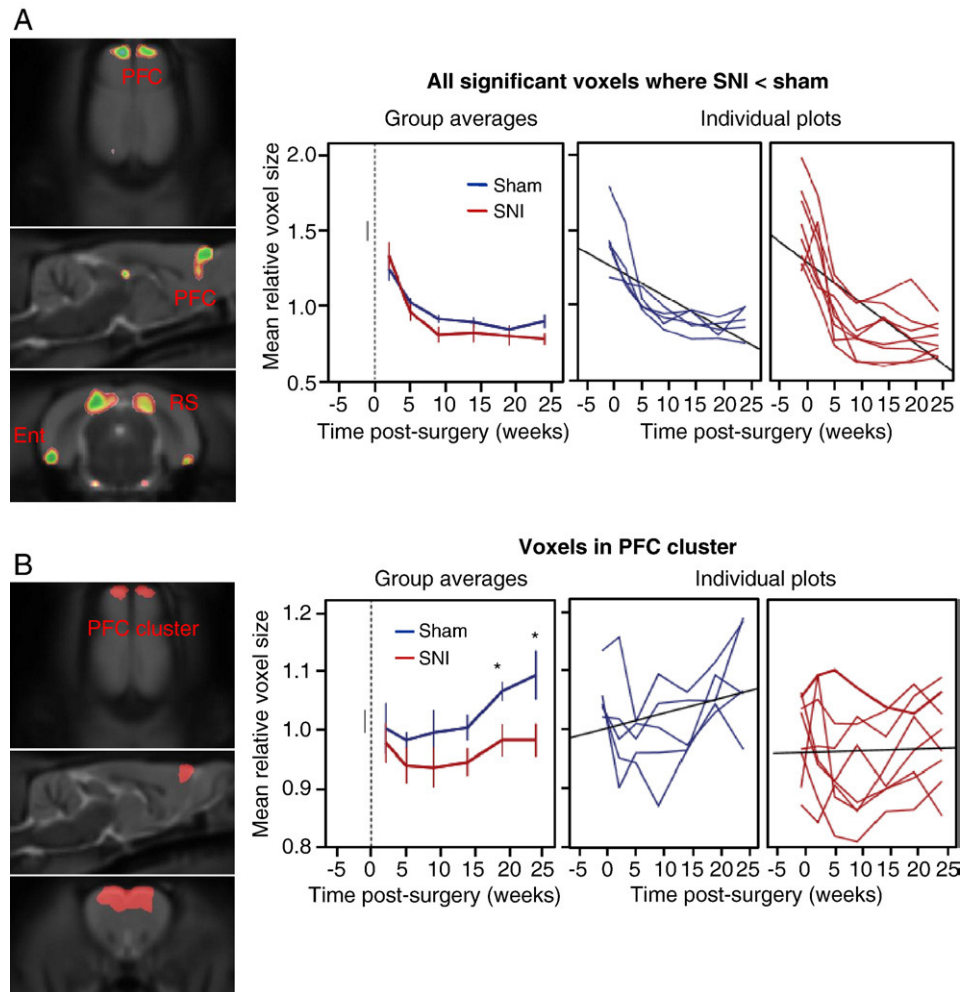 A
PFC
PFC
RS
Ent
All significant voxels where SNI < sham
Group averages
Individual plots
Mean relative voxel size
2.0
1.5
1.0
0.5
Sham
SNI
-5 0 5 10 15 20 25
-5 0 5 10 15 20 25
-5 0 5 10 15 20 25
Time post-surgery (weeks)
Time post-surgery (weeks)
B
PFC cluster
Voxels in PFC cluster
Group averages
Individual plots
Mean relative voxel size
1.2
1.1
1.0
0.9
0.8
Sham
SNI
*
*
-5 0 5 10 15 20 25
-5 0 5 10 15 20 25
-5 0 5 10 15 20 25
Time post-surgery (weeks)
Time post-surgery (weeks)